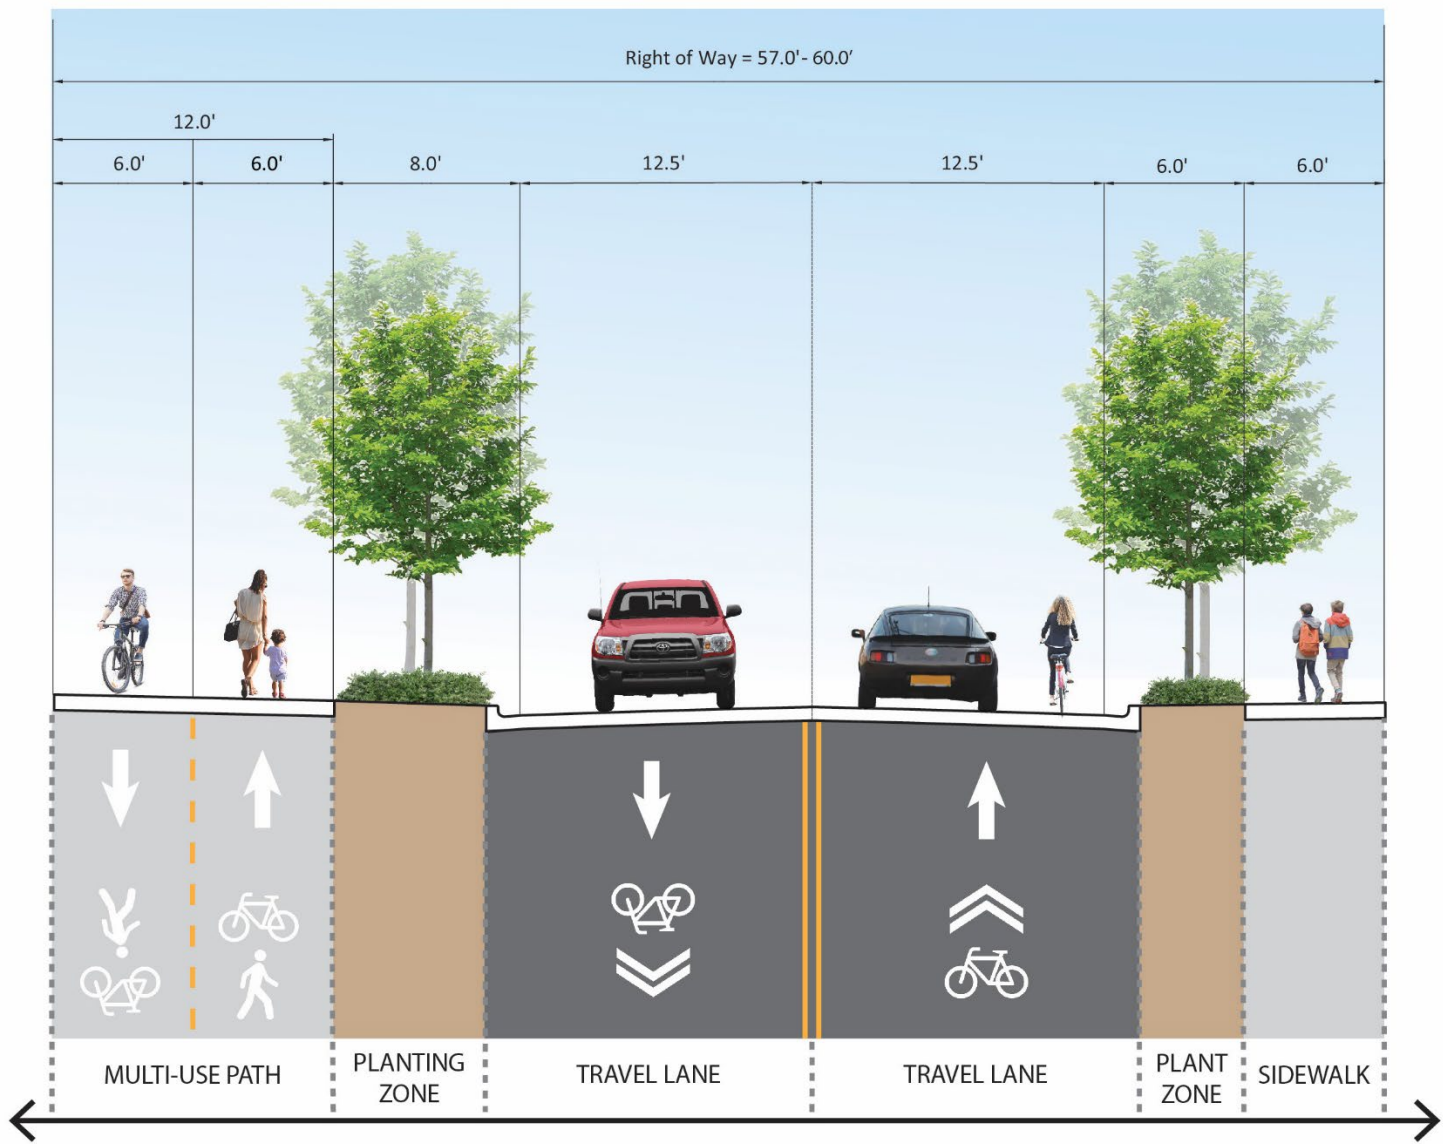 Right of Way = 57.0'- 60.0’
12.0'
6.0' 6.0' 8.0' 12.5' 12.5' 6.0' 6.0'
MULTI-USE PATH
PLANTING
ZONE
TRAVEL LANE
TRAVEL LANE
PLANT
ZONE
SIDEWALK